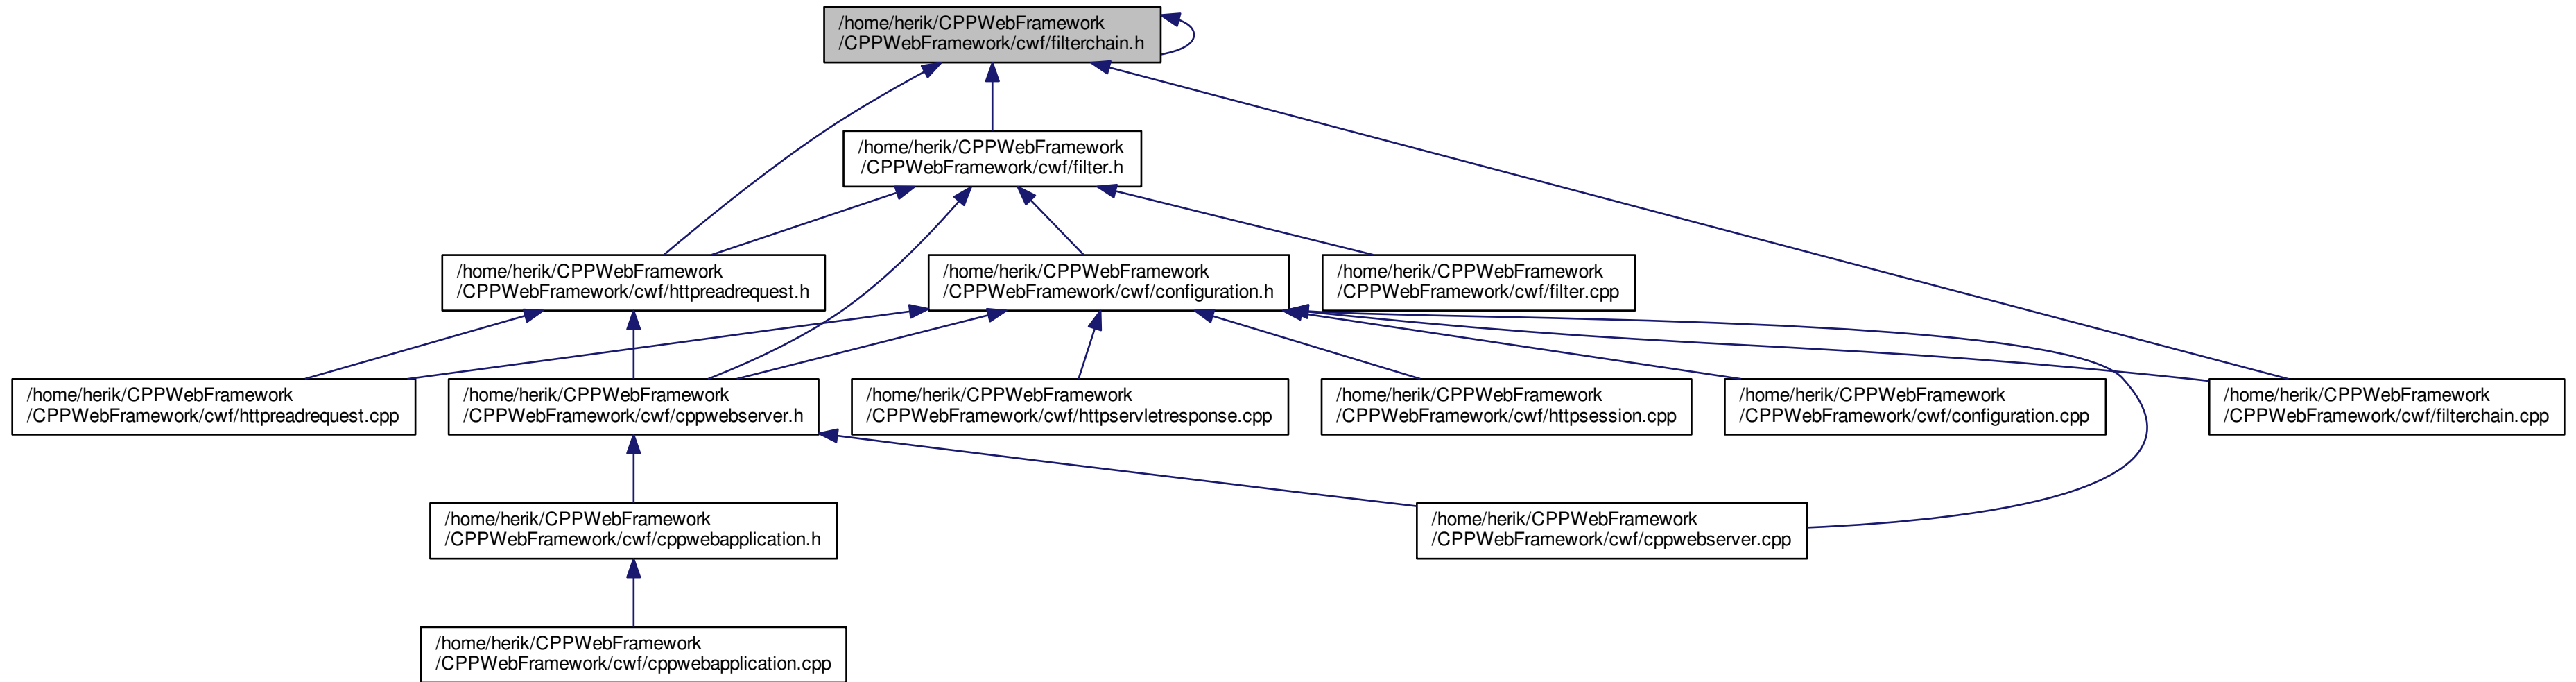 /home/herik/CPPWebFramework
/CPPWebFramework/cwf/filterchain.h
/home/herik/CPPWebFramework
/CPPWebFramework/cwf/filter.h
/home/herik/CPPWebFramework
/CPPWebFramework/cwf/httpreadrequest.h
/home/herik/CPPWebFramework
/CPPWebFramework/cwf/configuration.h
/home/herik/CPPWebFramework
/CPPWebFramework/cwf/filter.cpp
/home/herik/CPPWebFramework
/CPPWebFramework/cwf/httpreadrequest.cpp
/home/herik/CPPWebFramework
/CPPWebFramework/cwf/cppwebserver.h
/home/herik/CPPWebFramework
/CPPWebFramework/cwf/httpservletresponse.cpp
/home/herik/CPPWebFramework
/CPPWebFramework/cwf/httpsession.cpp
/home/herik/CPPWebFramework
/CPPWebFramework/cwf/configuration.cpp
/home/herik/CPPWebFramework
/CPPWebFramework/cwf/filterchain.cpp
/home/herik/CPPWebFramework
/CPPWebFramework/cwf/cppwebapplication.h
/home/herik/CPPWebFramework
/CPPWebFramework/cwf/cppwebserver.cpp
/home/herik/CPPWebFramework
/CPPWebFramework/cwf/cppwebapplication.cpp